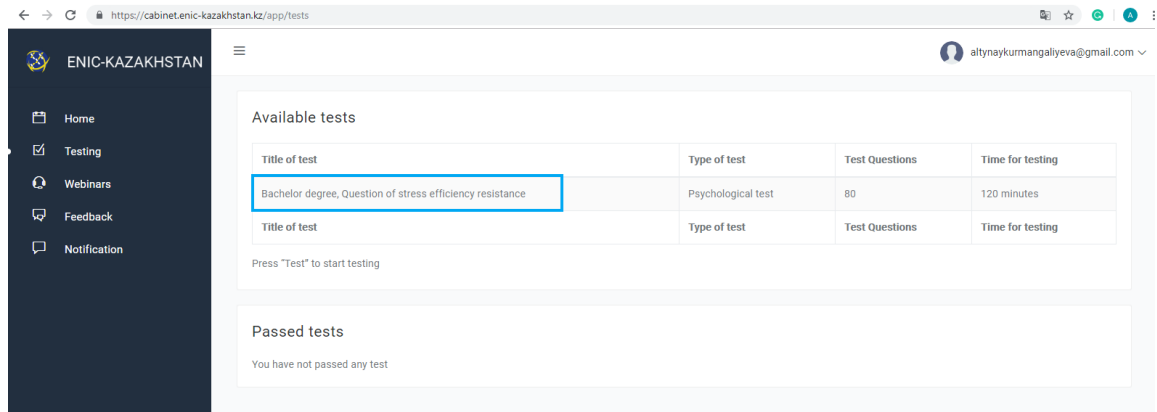 https://cabinet.enic-kazakhstan.kz/app/tests
A
ENIC-KAZAKHSTAN
altynaykurmangaliyeva@gmail.com
Home
Testing
Webinars
Feedback
Notification
Available tests
Title of test Type of test Test Questions Time for testing
Bachelor degree, Question of stress efficiency resistance Psychological test 80 120 minutes
Title of test Type of test Test Questions Time for testing
Press "Test" to start testing
Passed tests
You have not passed any test